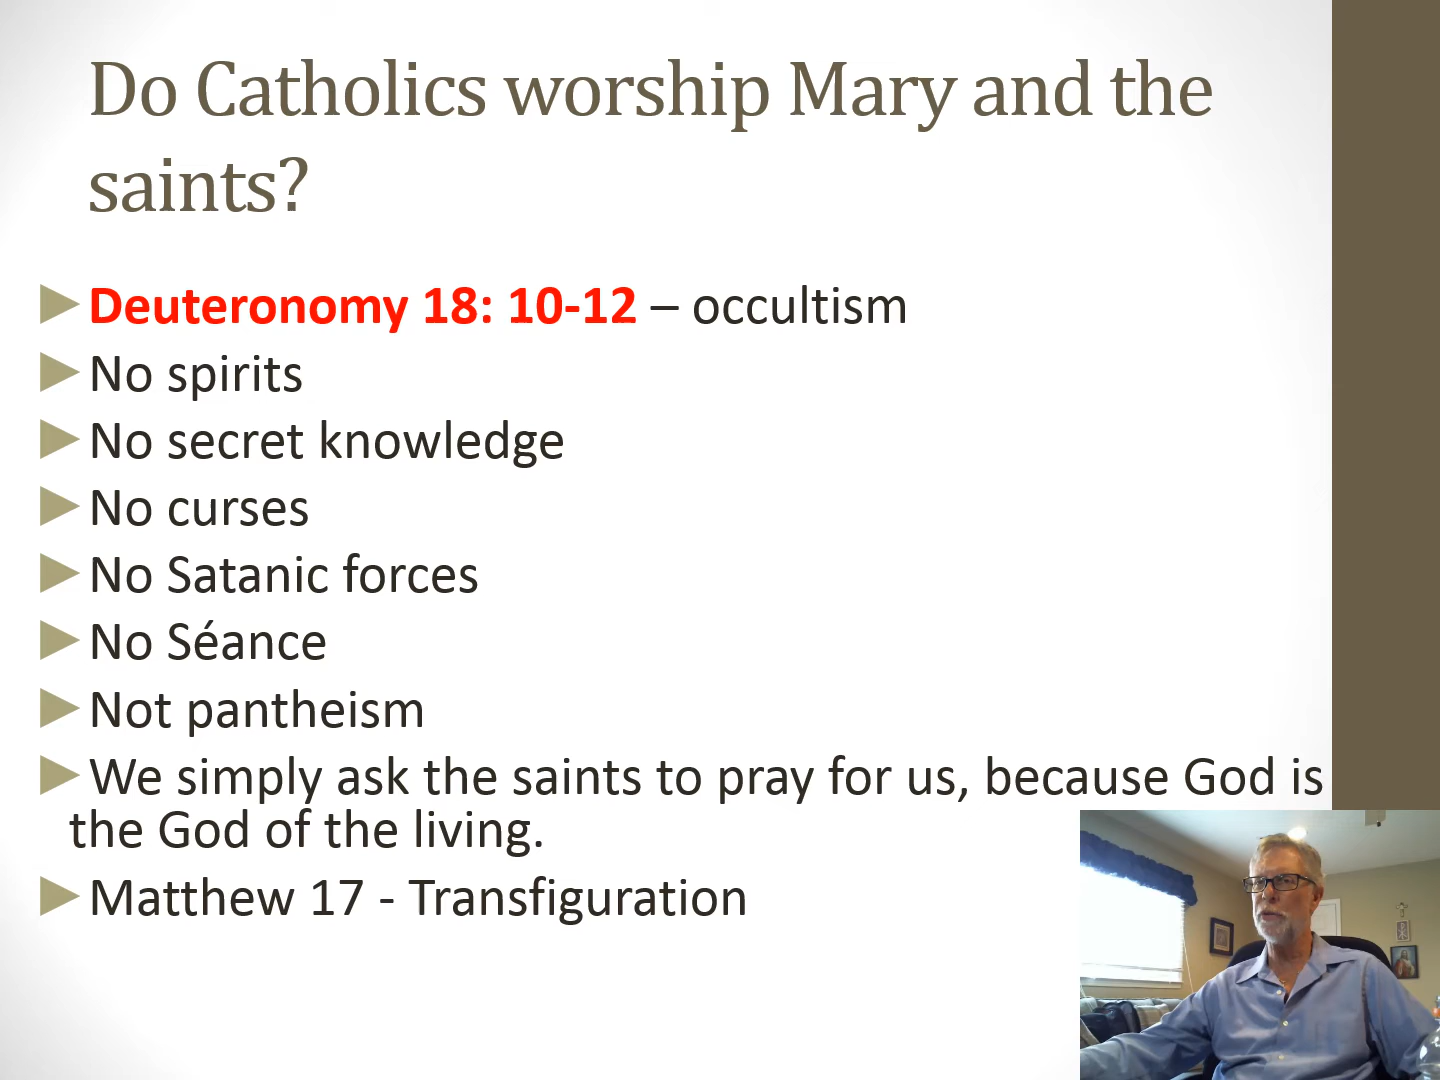 Do Catholics worship Mary and the
saints?
Deuteronomy 18: 10-12 – occultism
No spirits
No secret knowledge
No curses
No Satanic forces
No Séance
Not pantheism
We simply ask the saints to pray for us, because God is
the God of the living.
Matthew 17 - Transfiguration